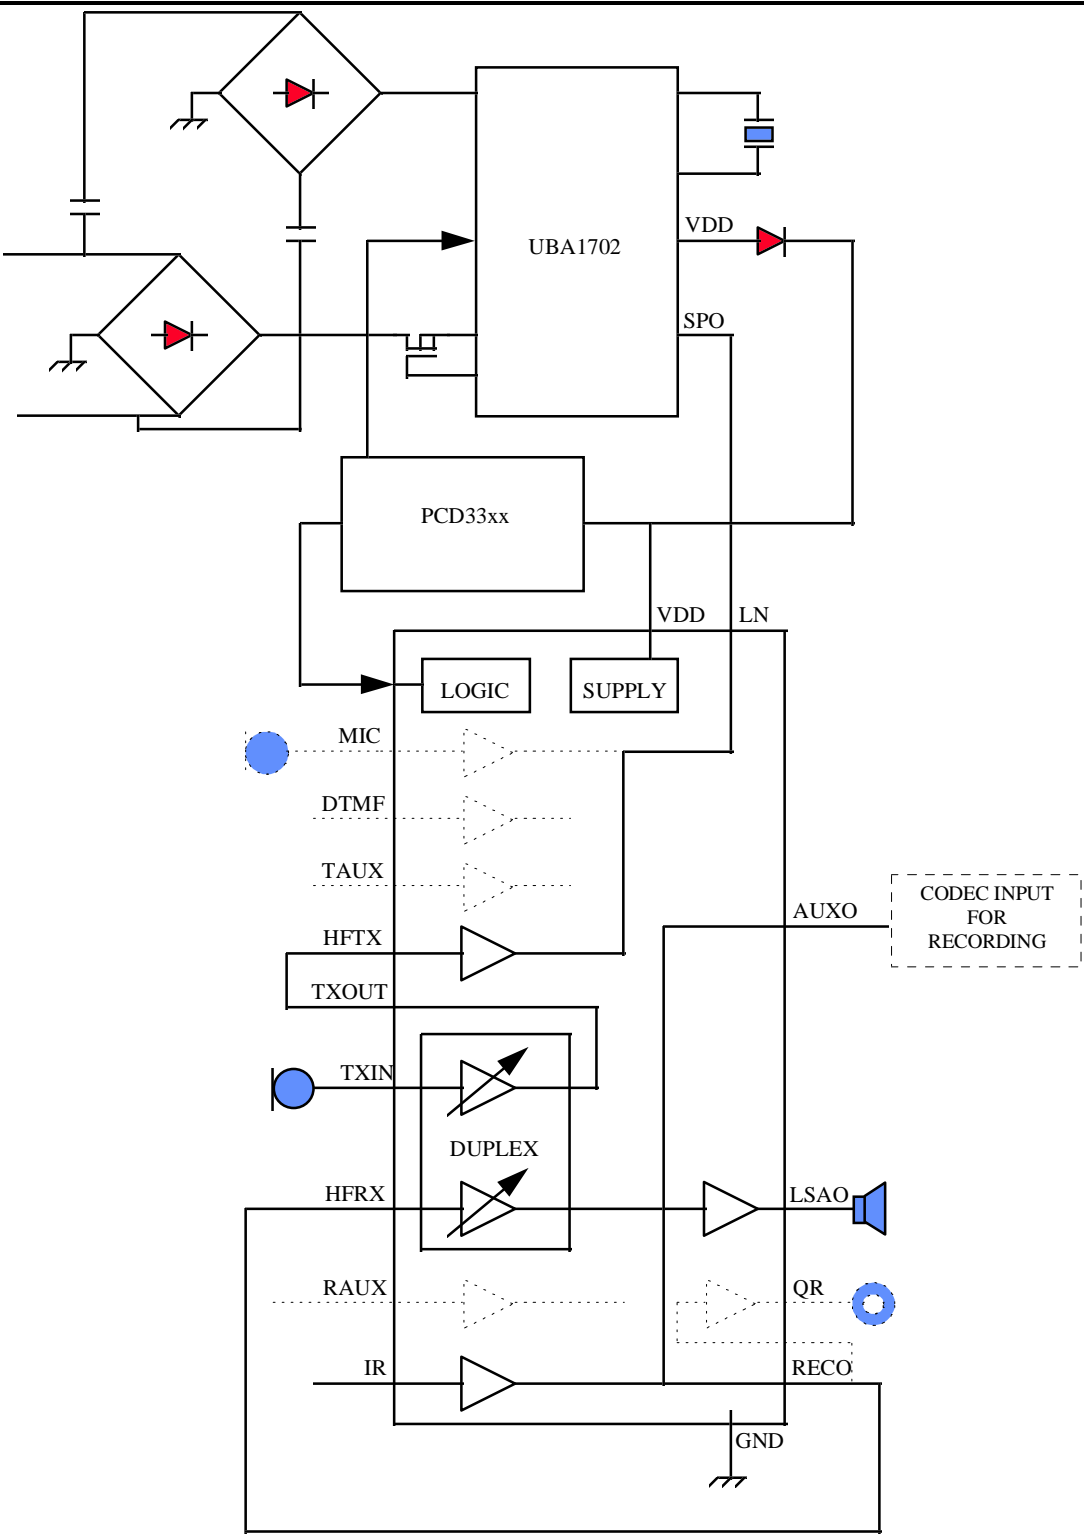 VDD
UBA1702
SPO
PCD33xx
VDD
LN
LOGIC
SUPPLY
MIC
DTMF
TAUX
CODEC INPUT
FOR
RECORDING
AUXO
HFTX
TXOUT
TXIN
DUPLEX
HFRX
LSAO
RAUX
QR
IR
RECO
GND